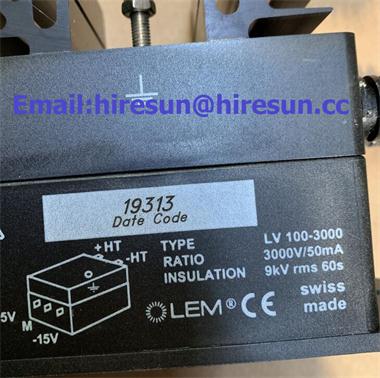 Email:hiresun@hiresun.cc
19313
Date Code
+HT
-HT
TYPE LV 100-3000
RATIO 3000V/50mA
INSULATION 9kV rms 60s
5V M
-15V
LEM® CE
swiss
made